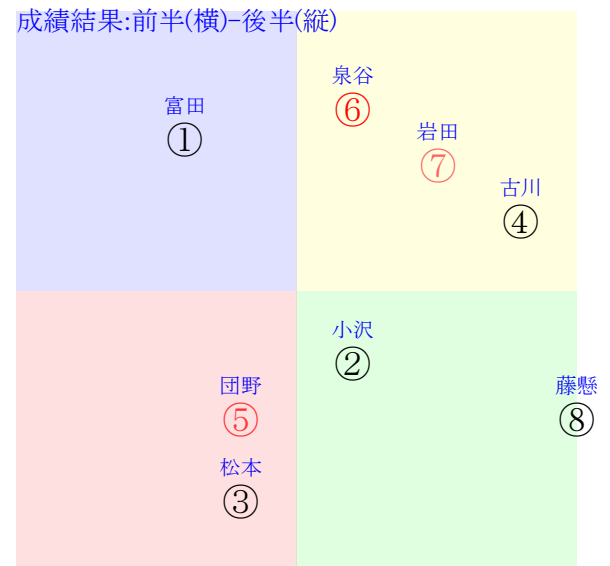 成績結果:前半(横)−後半(縦)
泉谷
⑥
富田
①
岩田
⑦
古川
④
小沢
②
団野
⑤
藤懸
⑧
松本
③